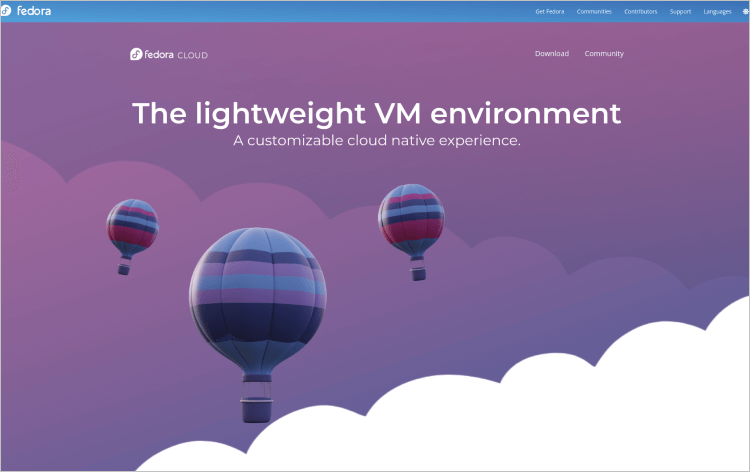 fedora
Get Fedora Communities Contributors Support Languages
fedora CLOUD
Download Community
The lightweight VM environment
A customizable cloud native experience.